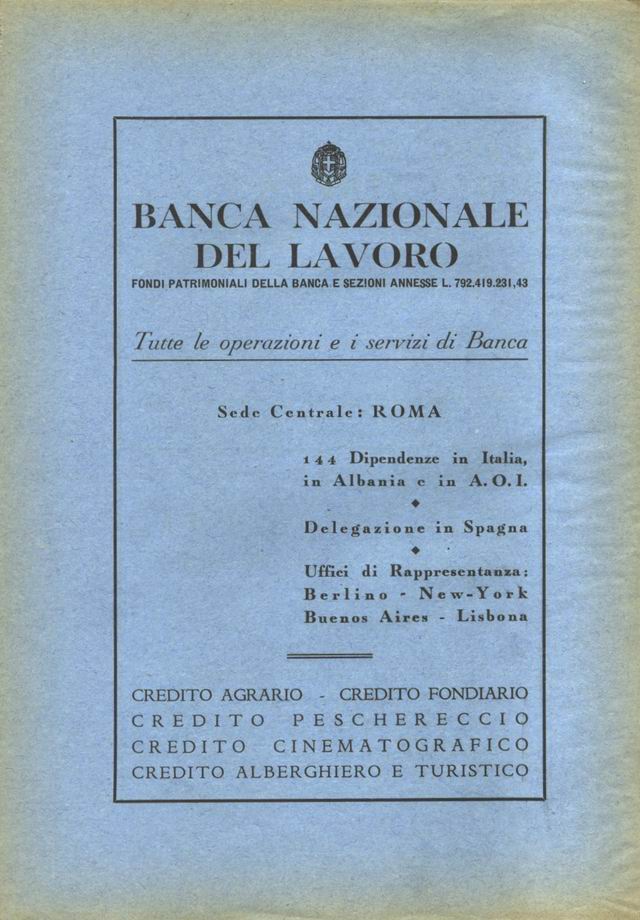 BANCA NAZIONALE
DEL LAVORO
FONDI PATRIMONIALI DELLA BANCA E SEZIONI ANNESSE L. 792.419.231,43
Tutte le operazioni e i servizi di Banca
Sede Centrale: ROMA
144 Dipendenze in Italia,
in Albania e in A.O.I.
Delegazione in Spagna
Uffici di Rappresentanza:
Berlino - New-York
Buenos Aires - Lisbona
CREDITO AGRARIO - CREDITO FONDIARIO
CREDITO PESCHERECCIO
CREDITO CINEMATOGRAFICO
CREDITO ALBERGHIERO E TURISTICO